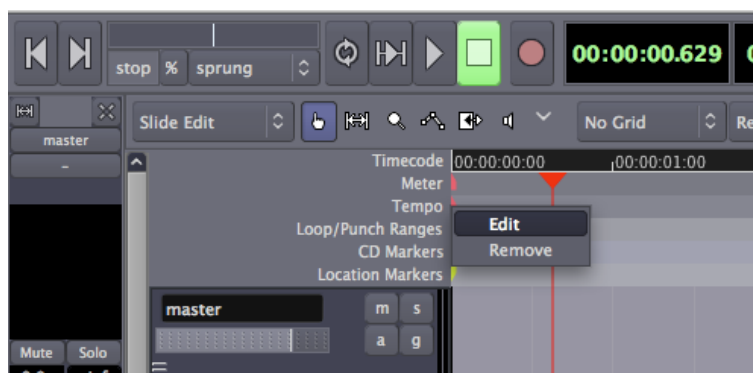 stop % sprung
00:00:00.629
Slide Edit
No Grid
Re
master
-
Timecode 00:00:00:00 00:00:01:00
Meter
Tempo
Edit
Loop/Punch Ranges
Remove
CD Markers
Location Markers
master m s
a g
Mute Solo